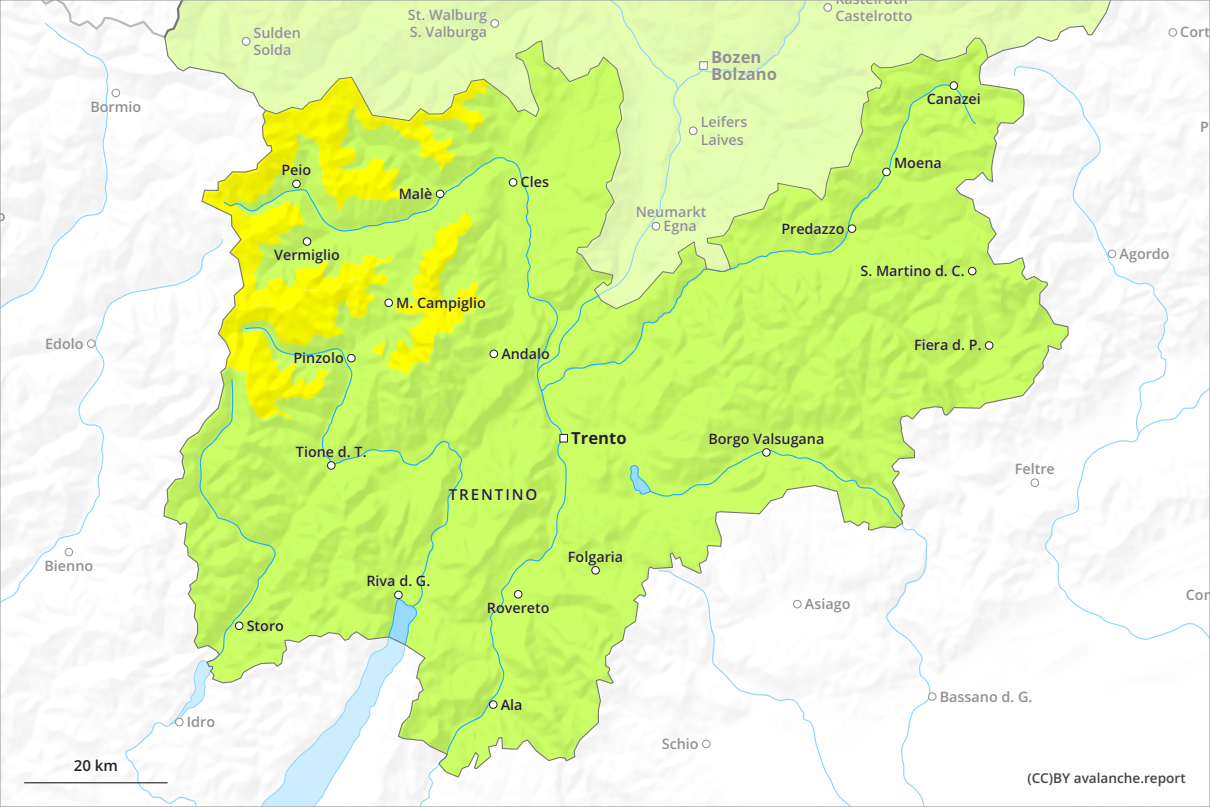 St. Walburg
S. Valburga
Kastelruth
Castelrotto
Sulden
Solda
Cort
Bozen
Bolzano
Bormio
Canazei
Leifers
Laives
P
Moena
Peio
Malè
Cles
Neumarkt
Egna
Predazzo
Vermiglio
Agordo
S. Martino d. C.
M. Campiglio
Edolo
Pinzolo
Andalo
Fiera d. P.
Trento
Borgo Valsugana
Tione d. T.
Feltre
TRENTINO
Bienno
Folgaria
Riva d. G.
Rovereto
Asiago
Cor
Storo
Bassano d. G.
Ala
Idro
Schio
20 km
(CC)BY avalanche.report